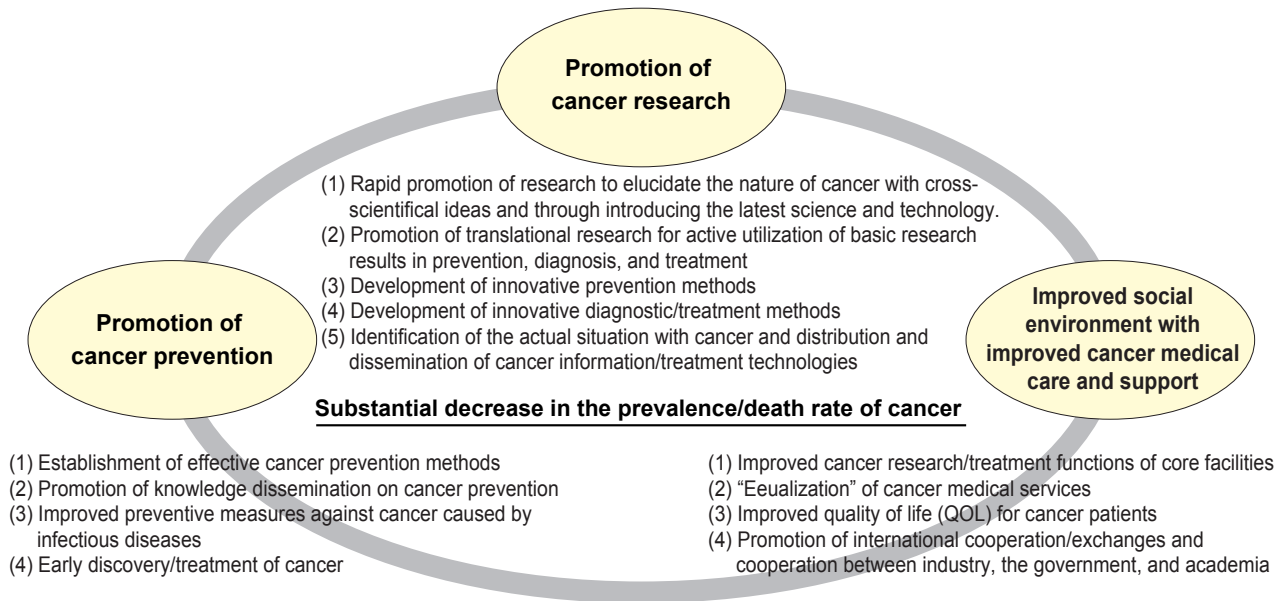 Promotion of
cancer research
(1) Rapid promotion of research to elucidate the nature of cancer with cross-
scientifical ideas and through introducing the latest science and technology.
(2) Promotion of translational research for active utilization of basic research
results in prevention, diagnosis, and treatment
(3) Development of innovative prevention methods
(4) Development of innovative diagnostic/treatment methods
(5) Identification of the actual situation with cancer and distribution and
dissemination of cancer information/treatment technologies
Promotion of
cancer prevention
Improved social
environment with
improved cancer medical
care and support
Substantial decrease in the prevalence/death rate of cancer
(1) Establishment of effective cancer prevention methods
(2) Promotion of knowledge dissemination on cancer prevention
(3) Improved preventive measures against cancer caused by
infectious diseases
(4) Early discovery/treatment of cancer
(1) Improved cancer research/treatment functions of core facilities
(2) “Eeualization” of cancer medical services
(3) Improved quality of life (QOL) for cancer patients
(4) Promotion of international cooperation/exchanges and
cooperation between industry, the government, and academia